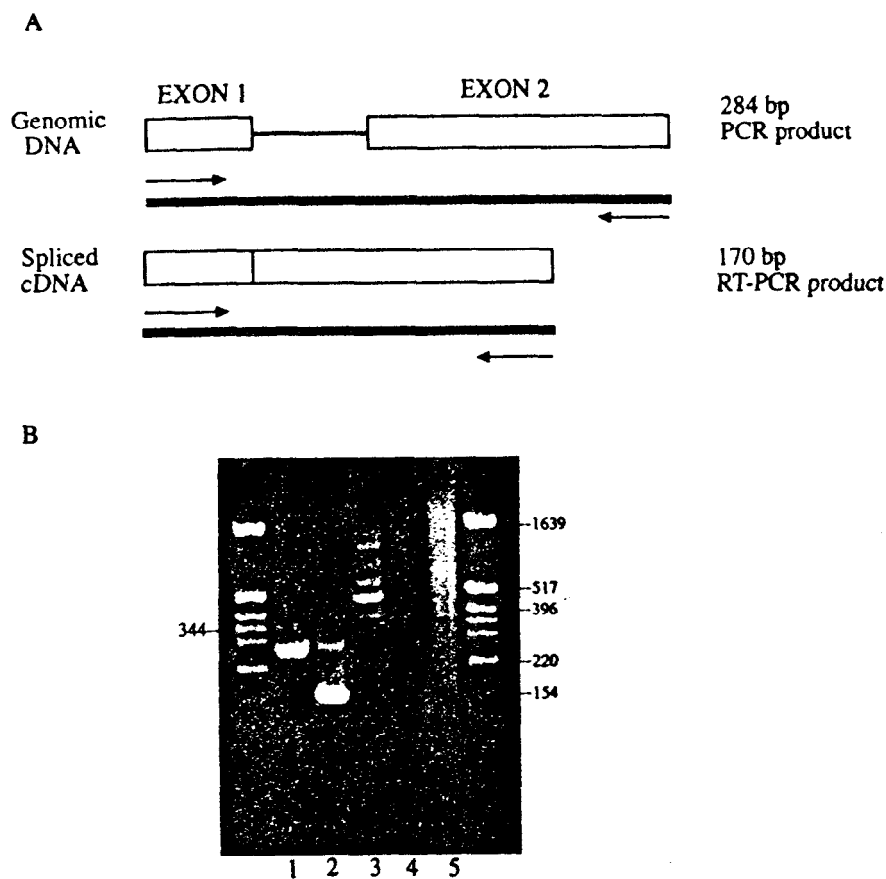 A
EXON 1
EXON 2
Genomic
DNA
284 bp
PCR product
Spliced
cDNA
170 bp
RT-PCR product
B
344
-1639
-517
-396
-220
-154
1 2 3 4 5